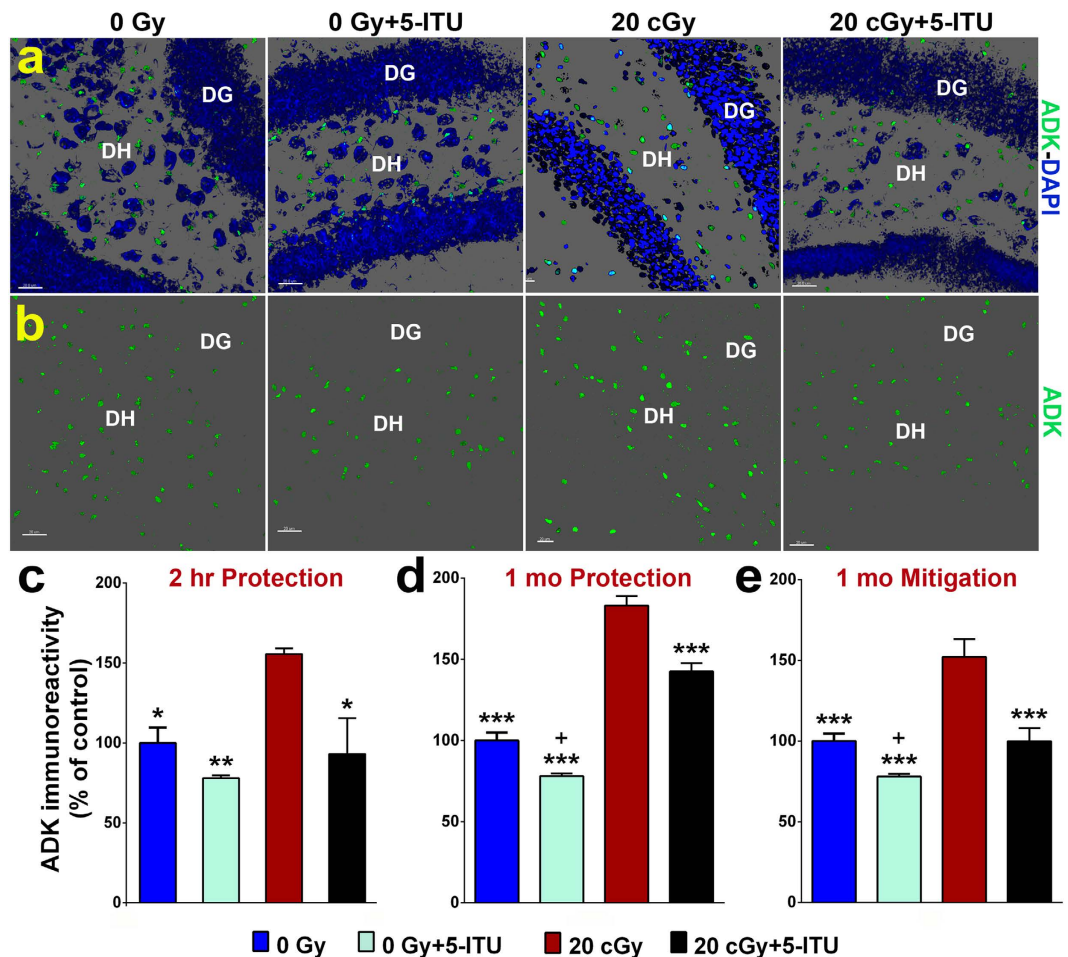 0 Gy 0 Gy+5-ITU 20 cGy 20 cGy+5-ITU
a DG DH DG DH DG DH DG DH ADK-DAPI
b DG DH DG DH DG DH DG DH ADK
c 2 hr Protection d 1 mo Protection e 1 mo Mitigation
ADK immunoreactivity
(% of control)
200 200 200
150 150 150
100 100 100
50 50 50
0 0 0
* ** *
*** + *** ***
*** + *** ***
0 Gy 0 Gy+5-ITU 20 cGy 20 cGy+5-ITU